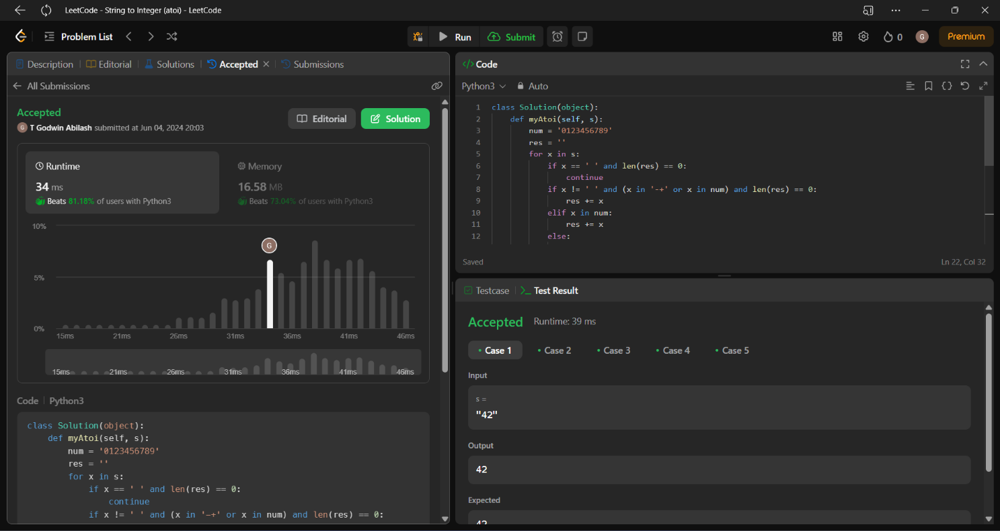 LeetCode - String to Integer (atoi) - LeetCode
Problem List
Run
Submit
0
G
Premium
Description
Editorial
Solutions
Accepted
Submissions
All Submissions
Accepted
G T Godwin Abilash submitted at Jun 04, 2024 20:03
Editorial
Solution
Runtime
34 ms
Beats 81.18% of users with Python3
Memory
16.58 MB
Beats 73.04% of users with Python3
10%
5%
0%
G
15ms 21ms 26ms 31ms 36ms 41ms 46ms
15ms 21ms 26ms 31ms 36ms 41ms 46ms
Code | Python3
class Solution(object):
    def myAtoi(self, s):
        num = '0123456789'
        res = ''
        for x in s:
            if x == ' ' and len(res) == 0:
                continue
            if x != ' ' and (x in '-+' or x in num) and len(res) == 0:
</> Code
Python3
Auto
1 class Solution(object):
2     def myAtoi(self, s):
3         num = '0123456789'
4         res = ''
5         for x in s:
6             if x == ' ' and len(res) == 0:
7                 continue
8             if x != ' ' and (x in '-+' or x in num) and len(res) == 0:
9                 res += x
10             elif x in num:
11                 res += x
12             else:
Saved
Ln 22, Col 32
Testcase
>_ Test Result
Accepted Runtime: 39 ms
• Case 1 • Case 2 • Case 3 • Case 4 • Case 5
Input
s =
"42"
Output
42
Expected
42